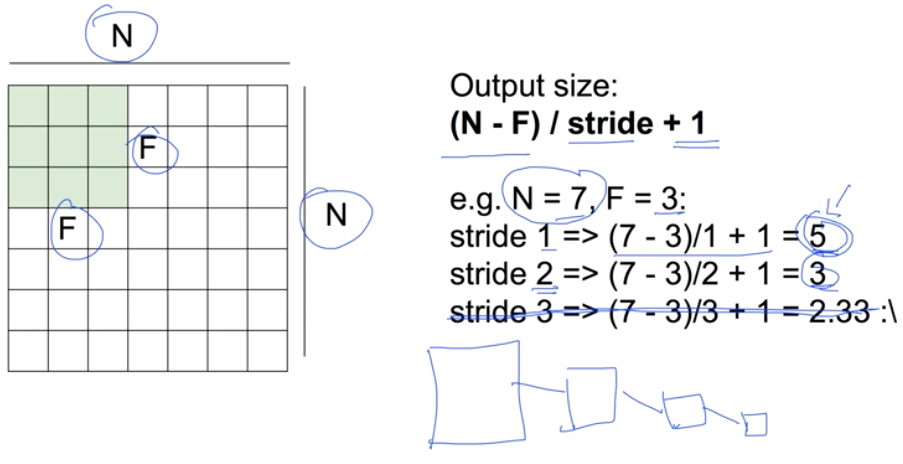 N
F
F
N
Output size:
(N - F) / stride + 1
e.g. N = 7, F = 3:
stride 1 => (7 - 3)/1 + 1 = 5
stride 2 => (7 - 3)/2 + 1 = 3
stride 3 => (7 - 3)/3 + 1 = 2.33 :\